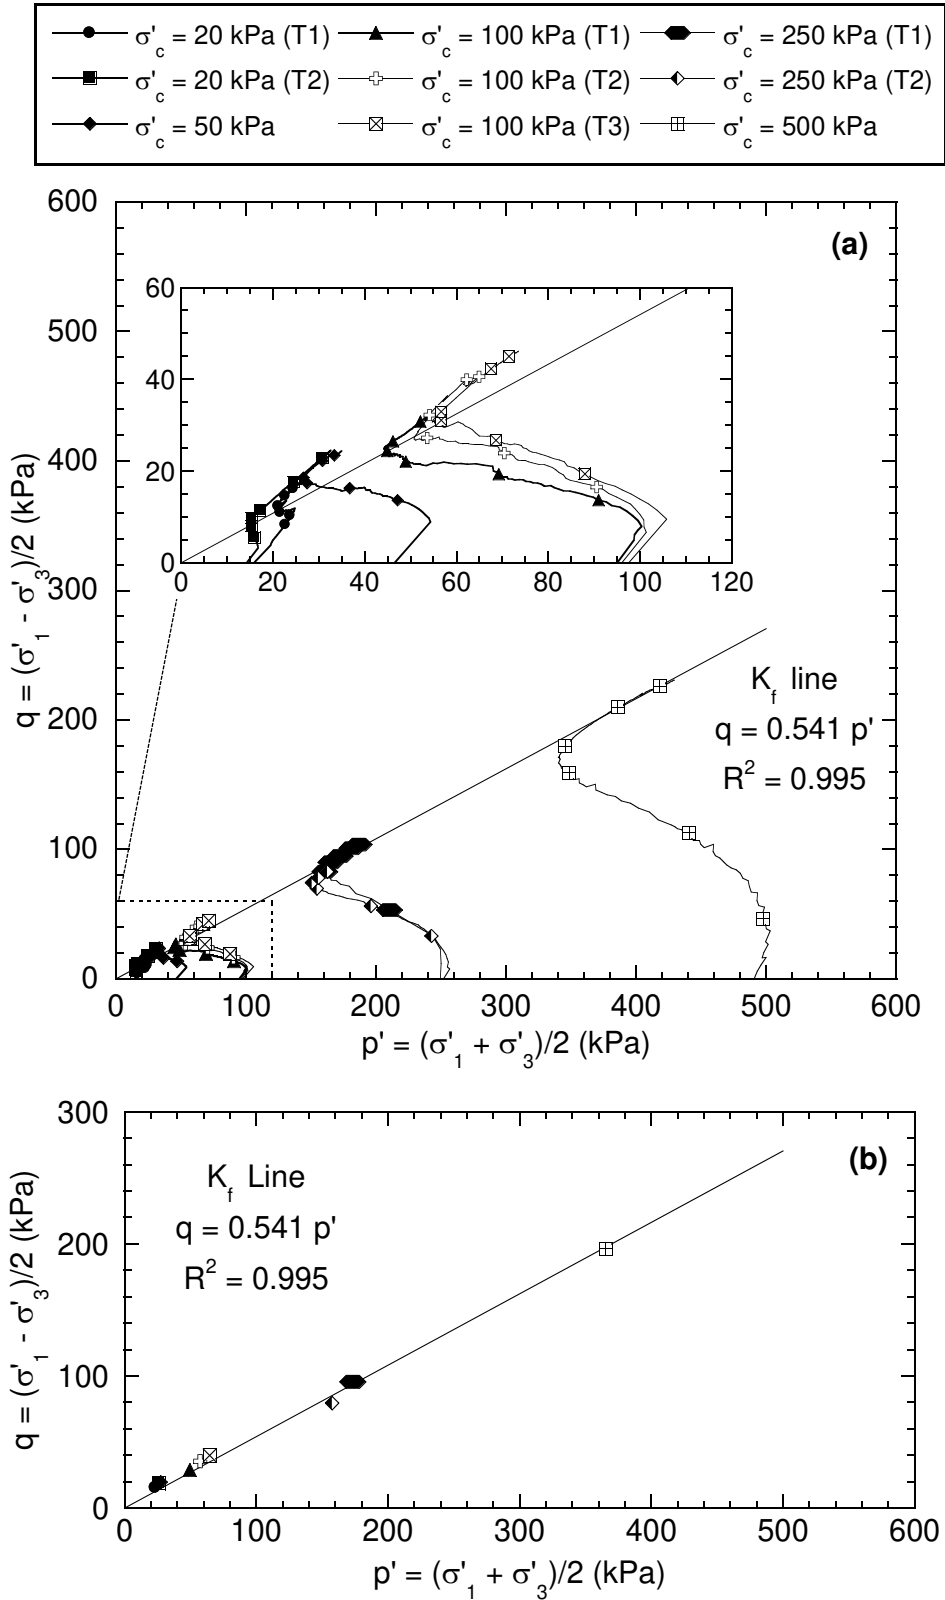 σ'c = 20 kPa (T1) σ'c = 100 kPa (T1) σ'c = 250 kPa (T1)
σ'c = 20 kPa (T2) σ'c = 100 kPa (T2) σ'c = 250 kPa (T2)
σ'c = 50 kPa σ'c = 100 kPa (T3) σ'c = 500 kPa
(a)
600
500
400
300
200
100
0
q = (σ'1 - σ'3)/2 (kPa)
60
40
20
0
0 20 40 60 80 100 120
Kf line
q = 0.541 p'
R2 = 0.995
0 100 200 300 400 500 600
p' = (σ'1 + σ'3)/2 (kPa)
(b)
300
200
100
0
q = (σ'1 - σ'3)/2 (kPa)
Kf Line
q = 0.541 p'
R2 = 0.995
0 100 200 300 400 500 600
p' = (σ'1 + σ'3)/2 (kPa)